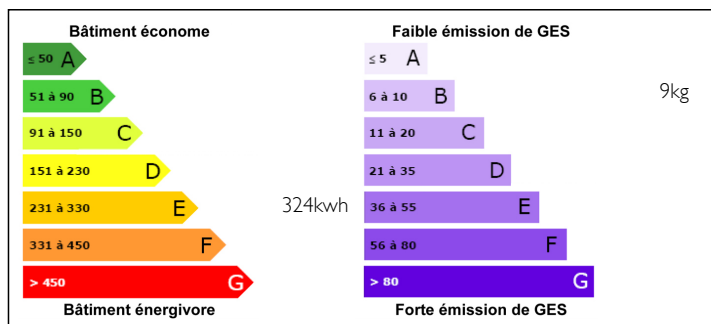 Bâtiment économe
≤ 50 A
51 à 90 B
91 à 150 C
151 à 230 D
231 à 330 E
324kwh
331 à 450 F
> 450 G
Bâtiment énergivore
Faible émission de GES
≤ 5 A
6 à 10 B
9kg
11 à 20 C
21 à 35 D
36 à 55 E
56 à 80 F
> 80 G
Forte émission de GES